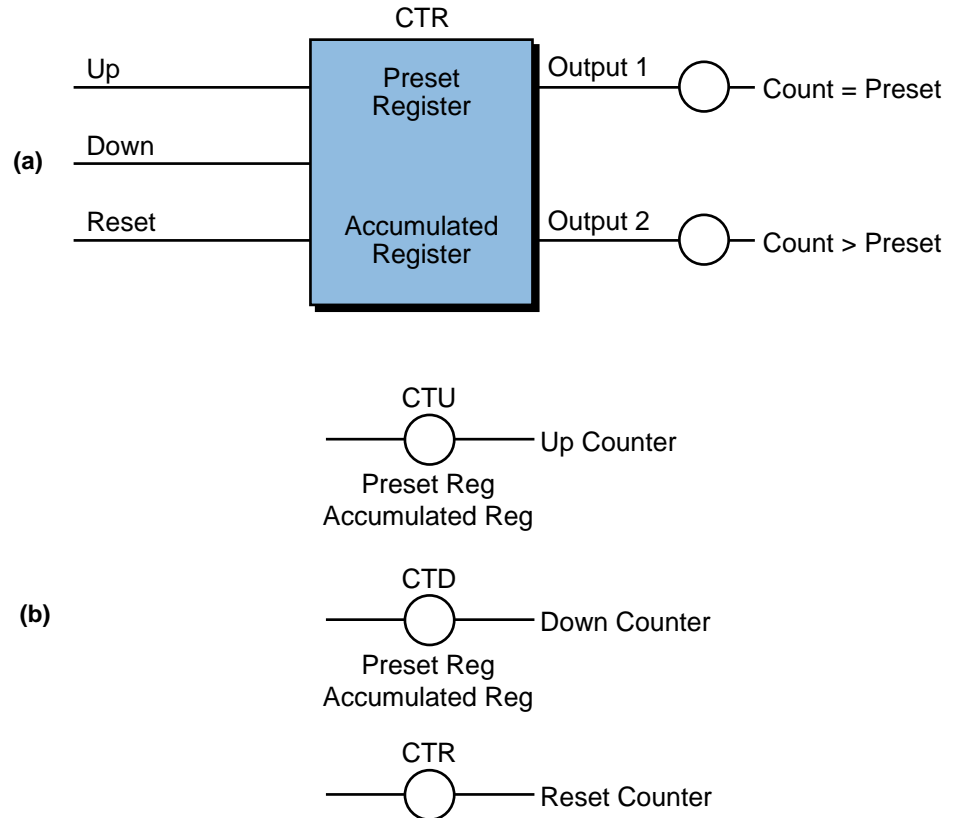 CTR
Up
Preset
Register
Output 1
Count = Preset
(a)
Down
Reset
Accumulated
Register
Output 2
Count > Preset
CTU
Up Counter
Preset Reg
Accumulated Reg
(b)
CTD
Down Counter
Preset Reg
Accumulated Reg
CTR
Reset Counter